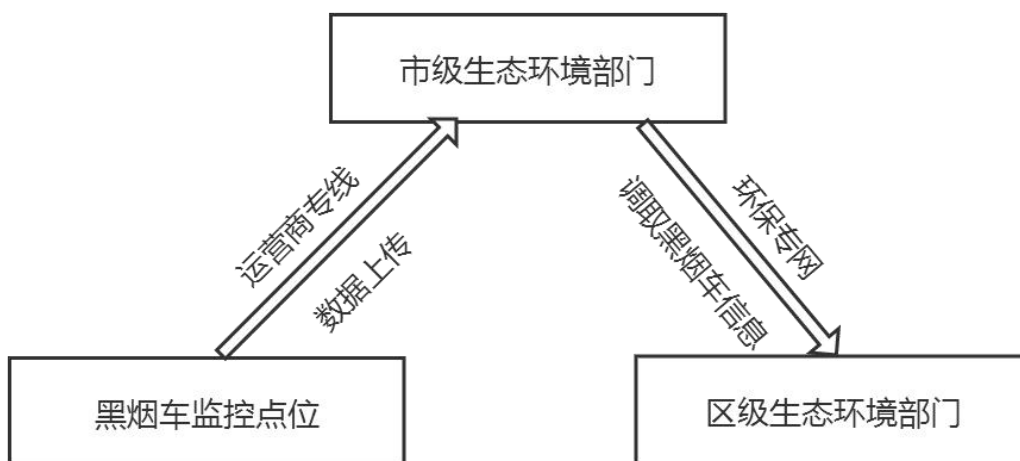 市级生态环境部门
运营商专线
数据上传
环保专网
调取黑烟车信息
黑烟车监控点位
区级生态环境部门